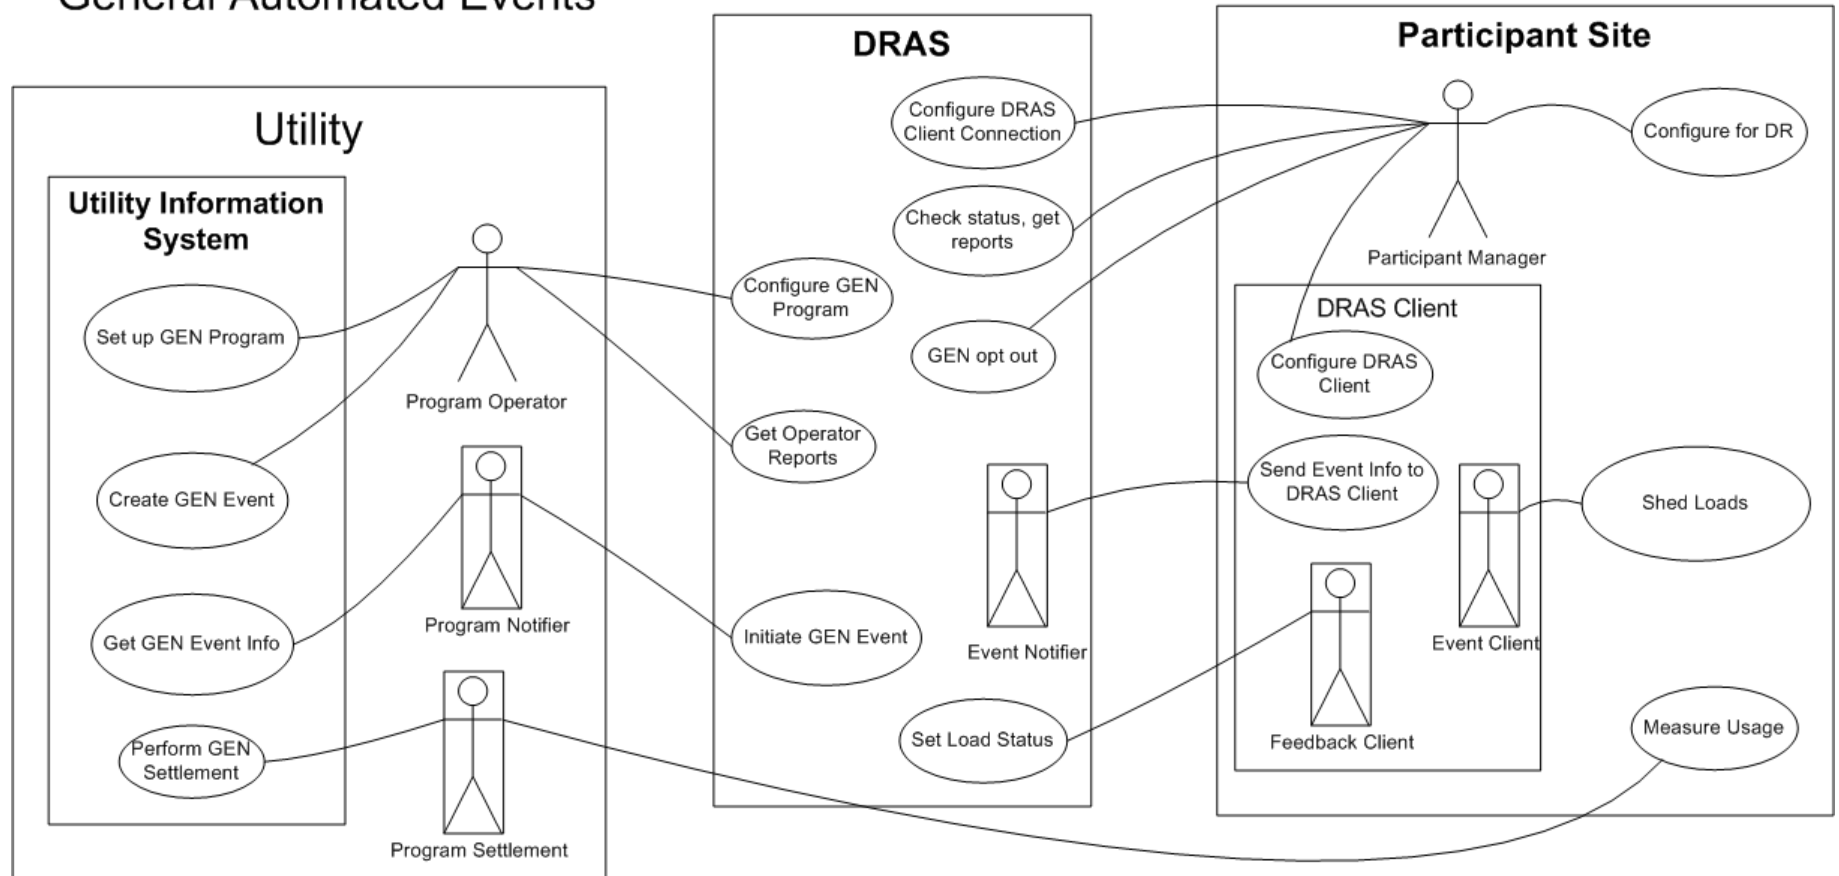 General Automated Events
Utility
Utility Information
System
Set up GEN Program
Create GEN Event
Get GEN Event Info
Perform GEN
Settlement
Program Operator
Program Notifier
Program Settlement
DRAS
Configure DRAS
Client Connection
Check status, get
reports
Configure GEN
Program
GEN opt out
Get Operator
Reports
Initiate GEN Event
Event Notifier
Set Load Status
Participant Site
Configure for DR
Participant Manager
DRAS Client
Configure DRAS
Client
Send Event Info to
DRAS Client
Shed Loads
Event Client
Feedback Client
Measure Usage